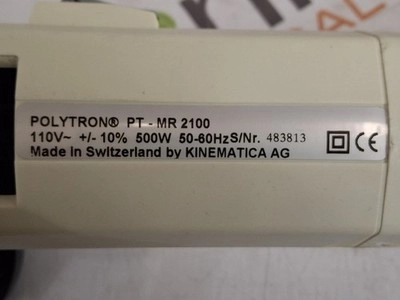 POLYTRON® PT - MR 2100
110V~ +/- 10% 500W 50-60HzS/Nr. 483813
Made in Switzerland by KINEMATICA AG
CE